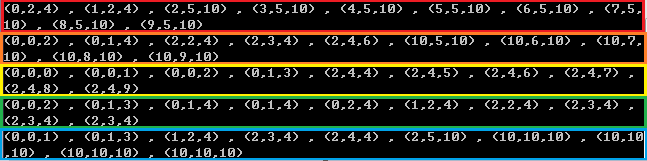 (0,2,4) , (1,2,4) , (2,5,10) , (3,5,10) , (4,5,10) , (5,5,10) , (6,5,10) , (7,5,
10) , (8,5,10) , (9,5,10)
(0,0,2) , (0,1,4) , (2,2,4) , (2,3,4) , (2,4,6) , (10,5,10) , (10,6,10) , (10,7,
10) , (10,8,10) , (10,9,10)
(0,0,0) , (0,0,1) , (0,0,2) , (0,1,3) , (2,4,4) , (2,4,5) , (2,4,6) , (2,4,7) ,
(2,4,8) , (2,4,9)
(0,0,2) , (0,1,3) , (0,1,4) , (0,1,4) , (0,2,4) , (1,2,4) , (2,2,4) , (2,3,4) ,
(2,3,4) , (2,3,4)
(0,0,1) , (0,1,3) , (1,2,4) , (2,3,4) , (2,4,4) , (2,5,10) , (10,10,10) , (10,10
,10) , (10,10,10) , (10,10,10)